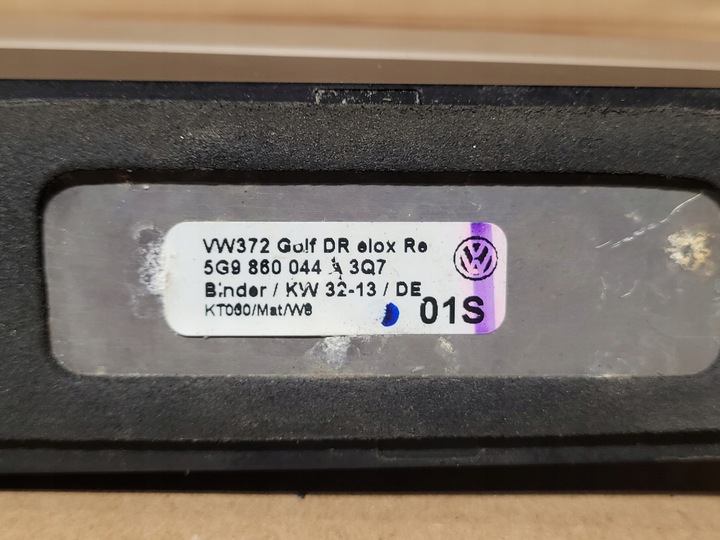 VW372 Golf DR elox Re
5G9 860 044 A 3Q7
Binder / KW 32-13 / DE
KT060/Mat/W8
01S